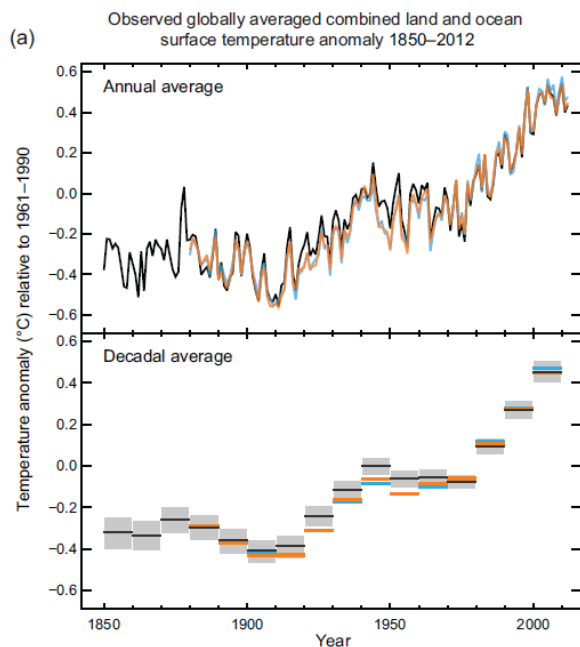 Observed globally averaged combined land and ocean
(a)
surface temperature anomaly 1850–2012
0.6
Annual average
0.4
0.2
0.0
−0.2
−0.4
−0.6
Temperature anomaly (°C) relative to 1961–1990
Decadal average
0.6
0.4
0.2
0.0
−0.2
−0.4
−0.6
1850
1900
1950
2000
Year